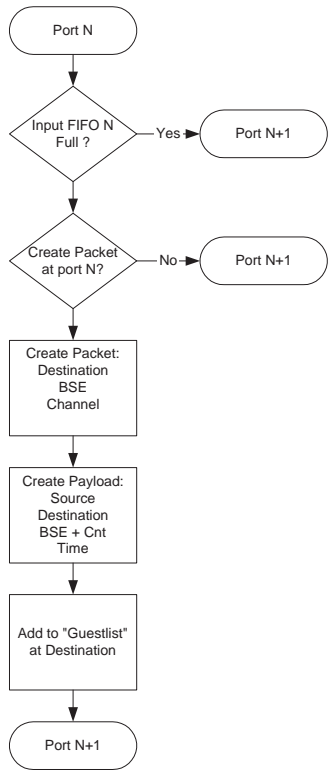 Port N
Input FIFO N
Full ?
Yes
Port N+1
Create Packet
at port N?
No
Port N+1
Create Packet:
Destination
BSE
Channel
Create Payload:
Source
Destination
BSE + Cnt
Time
Add to "Guestlist"
at Destination
Port N+1